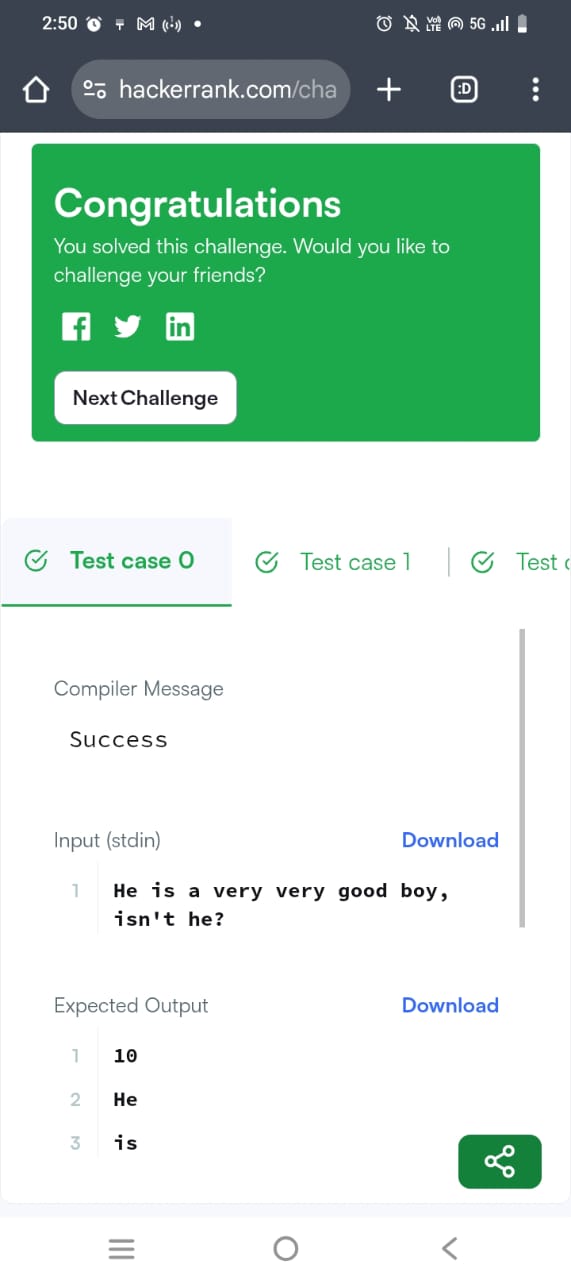 2:50
Vo) LTE 5G
hackerrank.com/cha
:D
Congratulations
You solved this challenge. Would you like to
challenge your friends?
Next Challenge
Test case 0
Test case 1
Test c
Compiler Message
Success
Input (stdin)
Download
1
He is a very very good boy,
isn't he?
Expected Output
Download
1
10
2
He
3
is